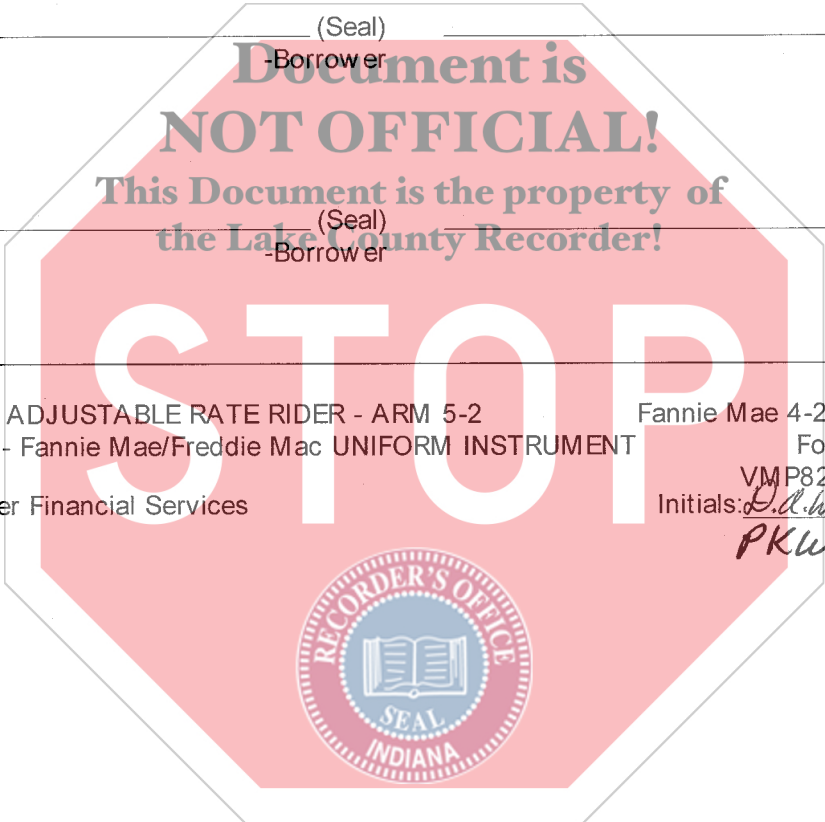 (Seal)
Document is
-Borrower
NOT OFFICIAL!
This Document is the property of
(Seal)
the Lake County Recorder!
-Borrower
STOP
ADJUSTABLE RATE RIDER - ARM 5-2
Fannie Mae 4-2
- Fannie Mae/Freddie Mac UNIFORM INSTRUMENT
Fo
VMP82
er Financial Services
Initials: D.A.W
PKW
RECORDER'S OFFICE
SEAL
INDIANA